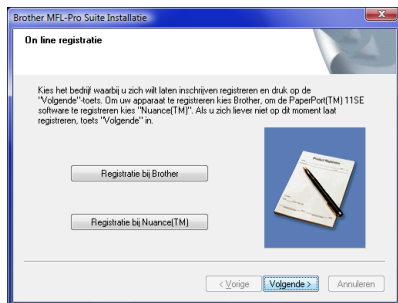 Brother MFL-Pro Suite Installatie
On line registratie
Kies het bedrijf waarbij u zich wilt laten inschrijven registreren en druk op de
"Volgende"-toets. Om uw apparaat te registreren kies Brother, om de PaperPort(TM) 11SE
software te registreren kies "Nuance(TM)". Als u zich liever niet op dit moment laat
registreren, toets "Volgende" in.
Product Registration
Registratie bij Brother
Registratie bij Nuance(TM)
< Vorige
Volgende >
Annuleren